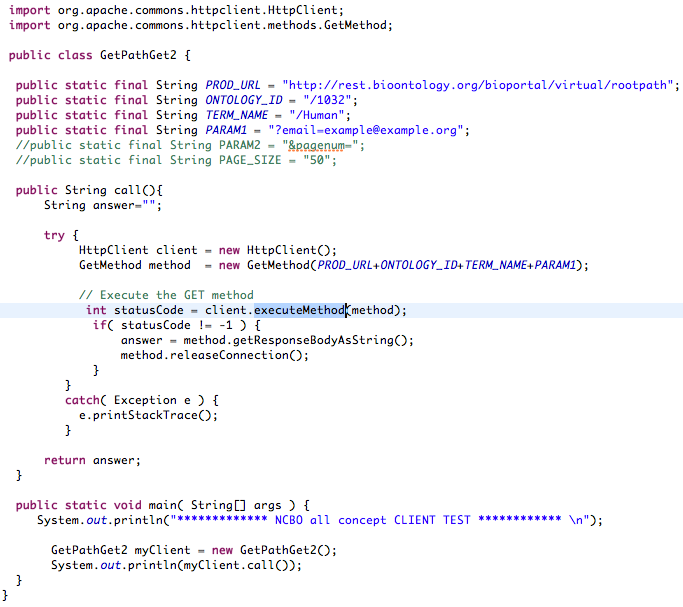 import org.apache.commons.httpclient.HttpClient;
import org.apache.commons.httpclient.methods.GetMethod;
public class GetPathGet2 {
public static final String PROD_URL = "http://rest.bioontology.org/bioportal/virtual/rootpath";
public static final String ONTOLOGY_ID = "/1032";
public static final String TERM_NAME = "/Human";
public static final String PARAM1 = "?email=example@example.org";
//public static final String PARAM2 = "&pagenum=";
//public static final String PAGE_SIZE = "50";
public String call(){
String answer="";
try {
HttpClient client = new HttpClient();
GetMethod method  = new GetMethod(PROD_URL+ONTOLOGY_ID+TERM_NAME+PARAM1);
// Execute the GET method
int statusCode = client.executeMethod(method);
if( statusCode != -1 ) {
answer = method.getResponseBodyAsString();
method.releaseConnection();
}
}
catch( Exception e ) {
e.printStackTrace();
}
return answer;
}
public static void main( String[] args ) {
System.out.println("************* NCBO all concept CLIENT TEST ************ \n");
GetPathGet2 myClient = new GetPathGet2();
System.out.println(myClient.call());
}
}